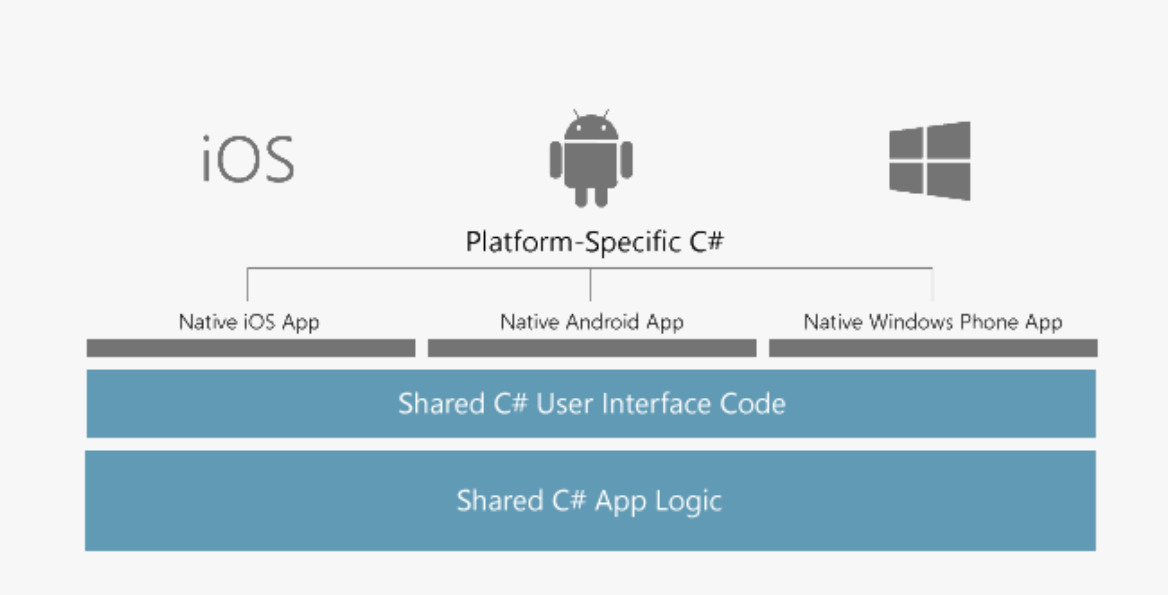 iOS
Platform-Specific C#
Native iOS App
Native Android App
Native Windows Phone App
Shared C# User Interface Code
Shared C# App Logic